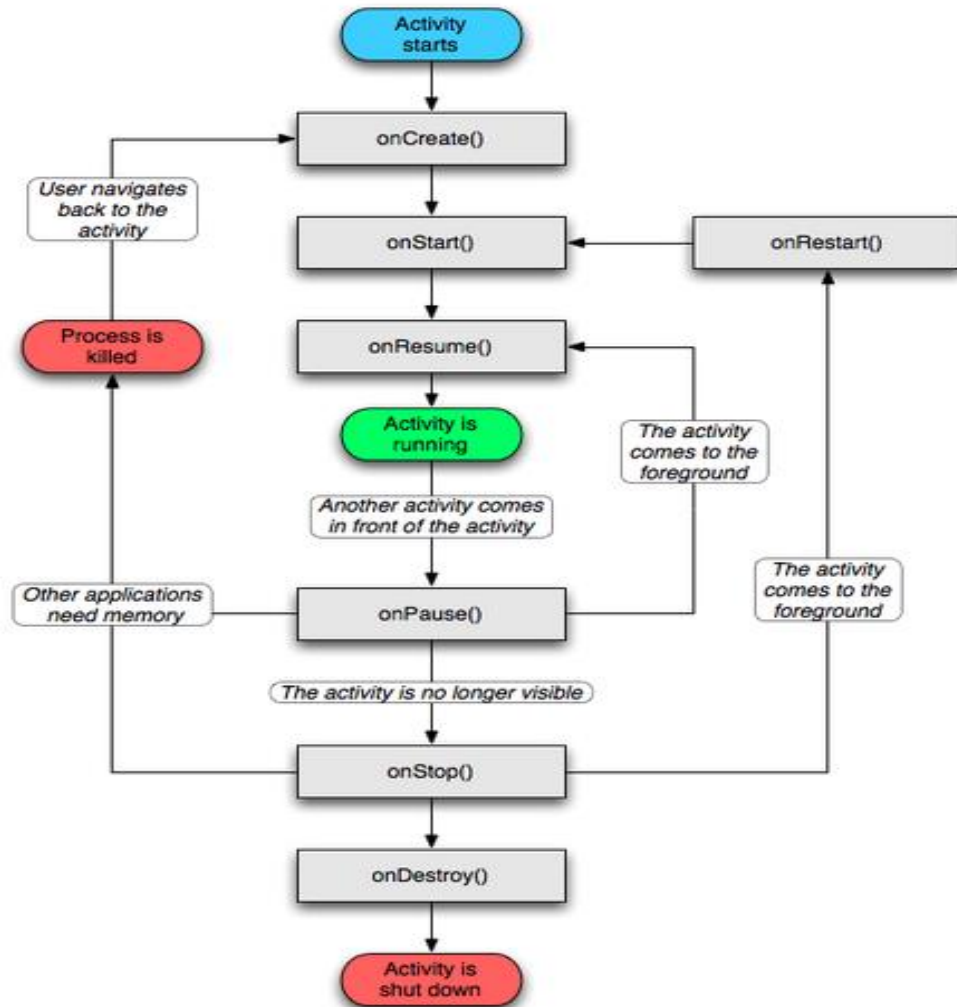 Activity
starts
onCreate()
User navigates
back to the
activity
onStart()
onRestart()
Process is
killed
onResume()
Activity is
running
The activity
comes to the
foreground
Another activity comes
in front of the activity
Other applications
need memory
onPause()
The activity
comes to the
foreground
The activity is no longer visible
onStop()
onDestroy()
Activity is
shut down